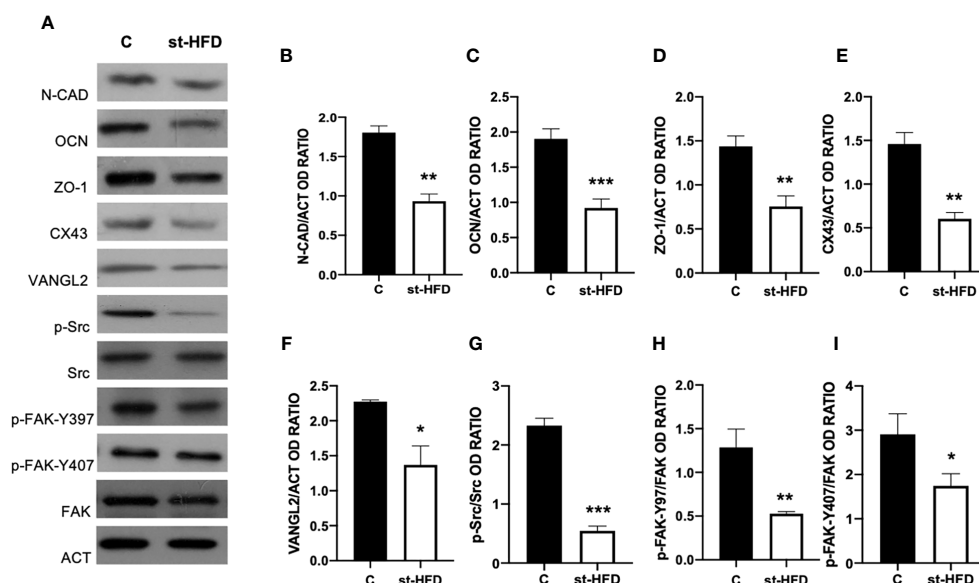 A
C st-HFD
N-CAD
OCN
ZO-1
CX43
VANGL2
p-Src
Src
p-FAK-Y397
p-FAK-Y407
FAK
ACT
B
N-CAD/ACT OD RATIO
2.0
1.5
1.0
0.5
0.0
**
C st-HFD
C
OCN/ACT OD RATIO
2.5
2.0
1.5
1.0
0.5
0.0
***
C st-HFD
D
ZO-1/ACT OD RATIO
2.0
1.5
1.0
0.5
0.0
**
C st-HFD
E
CX43/ACT OD RATIO
2.0
1.5
1.0
0.5
0.0
**
C st-HFD
F
VANGL2/ACT OD RATIO
2.5
2.0
1.5
1.0
0.5
0.0
*
C st-HFD
G
p-Src/Src OD RATIO
3
2
1
0
***
C st-HFD
H
p-FAK-Y97/FAK OD RATIO
2.0
1.5
1.0
0.5
0.0
**
C st-HFD
I
p-FAK-Y407/FAK OD RATIO
4
3
2
1
0
*
C st-HFD